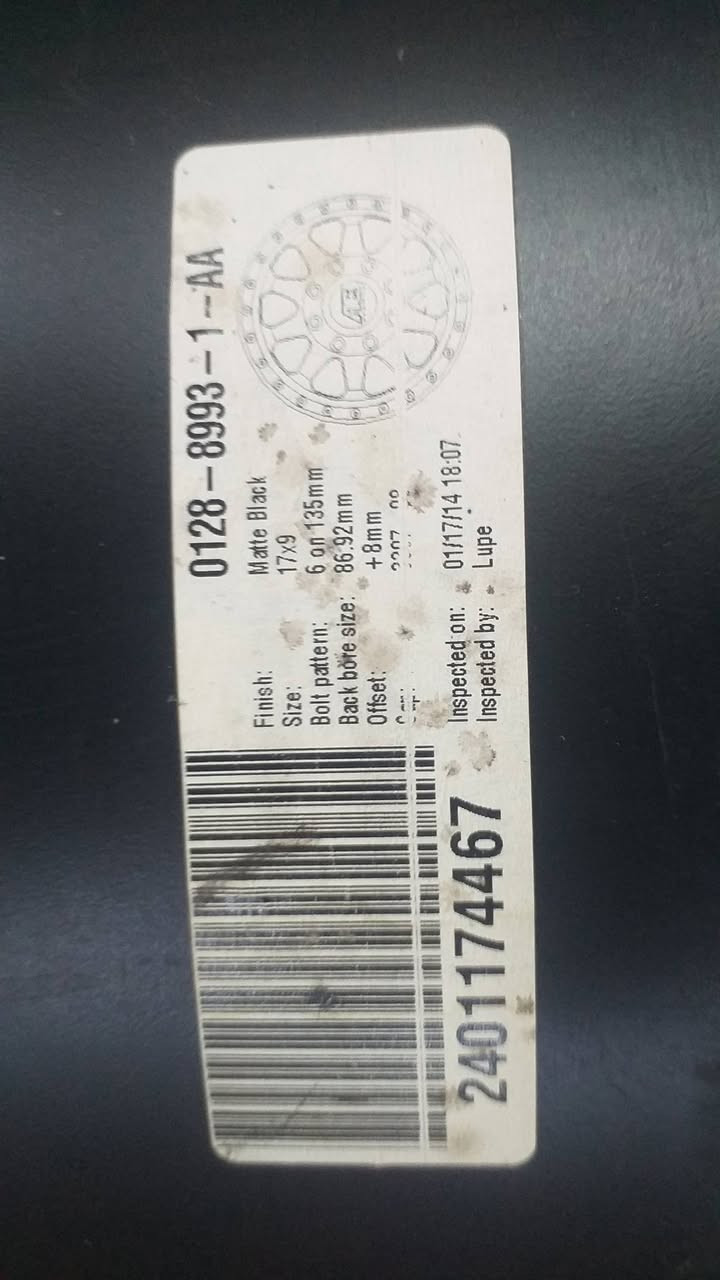 0128-8993-1-AA
Finish: Matte Black
Size: 17x9
Bolt pattern: 6 on 135mm
Back bore size: 86.92mm
Offset: +8mm
Inspected on: 01/17/14 18:07
Inspected by: Lupe
2401174467